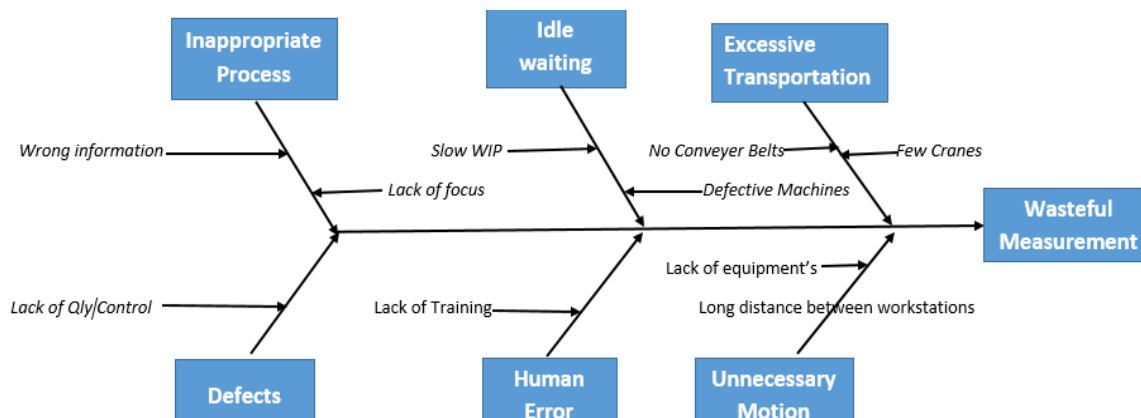 Inappropriate
Process
Idle
waiting
Excessive
Transportation
Wrong information
Slow WIP
No Conveyer Belts
Few Cranes
Lack of focus
Defective Machines
Wasteful
Measurement
Lack of equipment's
Lack of Qly/Control
Lack of Training
Long distance between workstations
Defects
Human
Error
Unnecessary
Motion